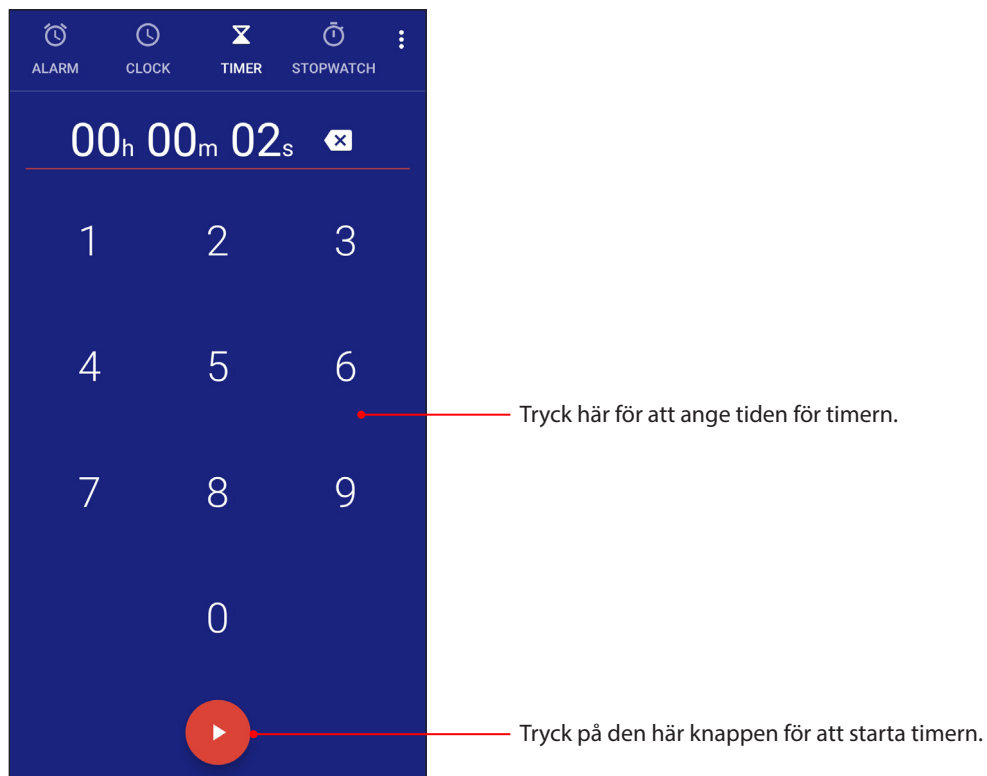 ALARM CLOCK TIMER STOPWATCH
00h 00m 02s
1 2 3
4 5 6
Tryck här för att ange tiden för timern.
7 8 9
0
Tryck på den här knappen för att starta timern.